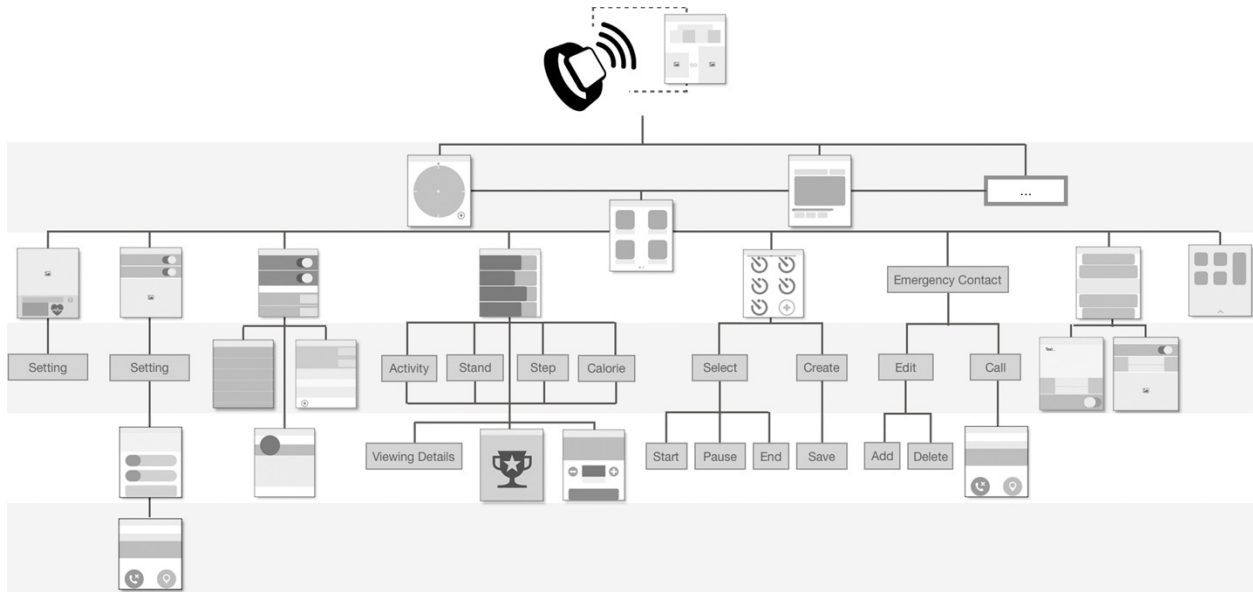 ...
Emergency Contact
Setting
Setting
Activity
Stand
Step
Calorie
Select
Create
Edit
Call
Viewing Details
Start
Pause
End
Save
Add
Delete